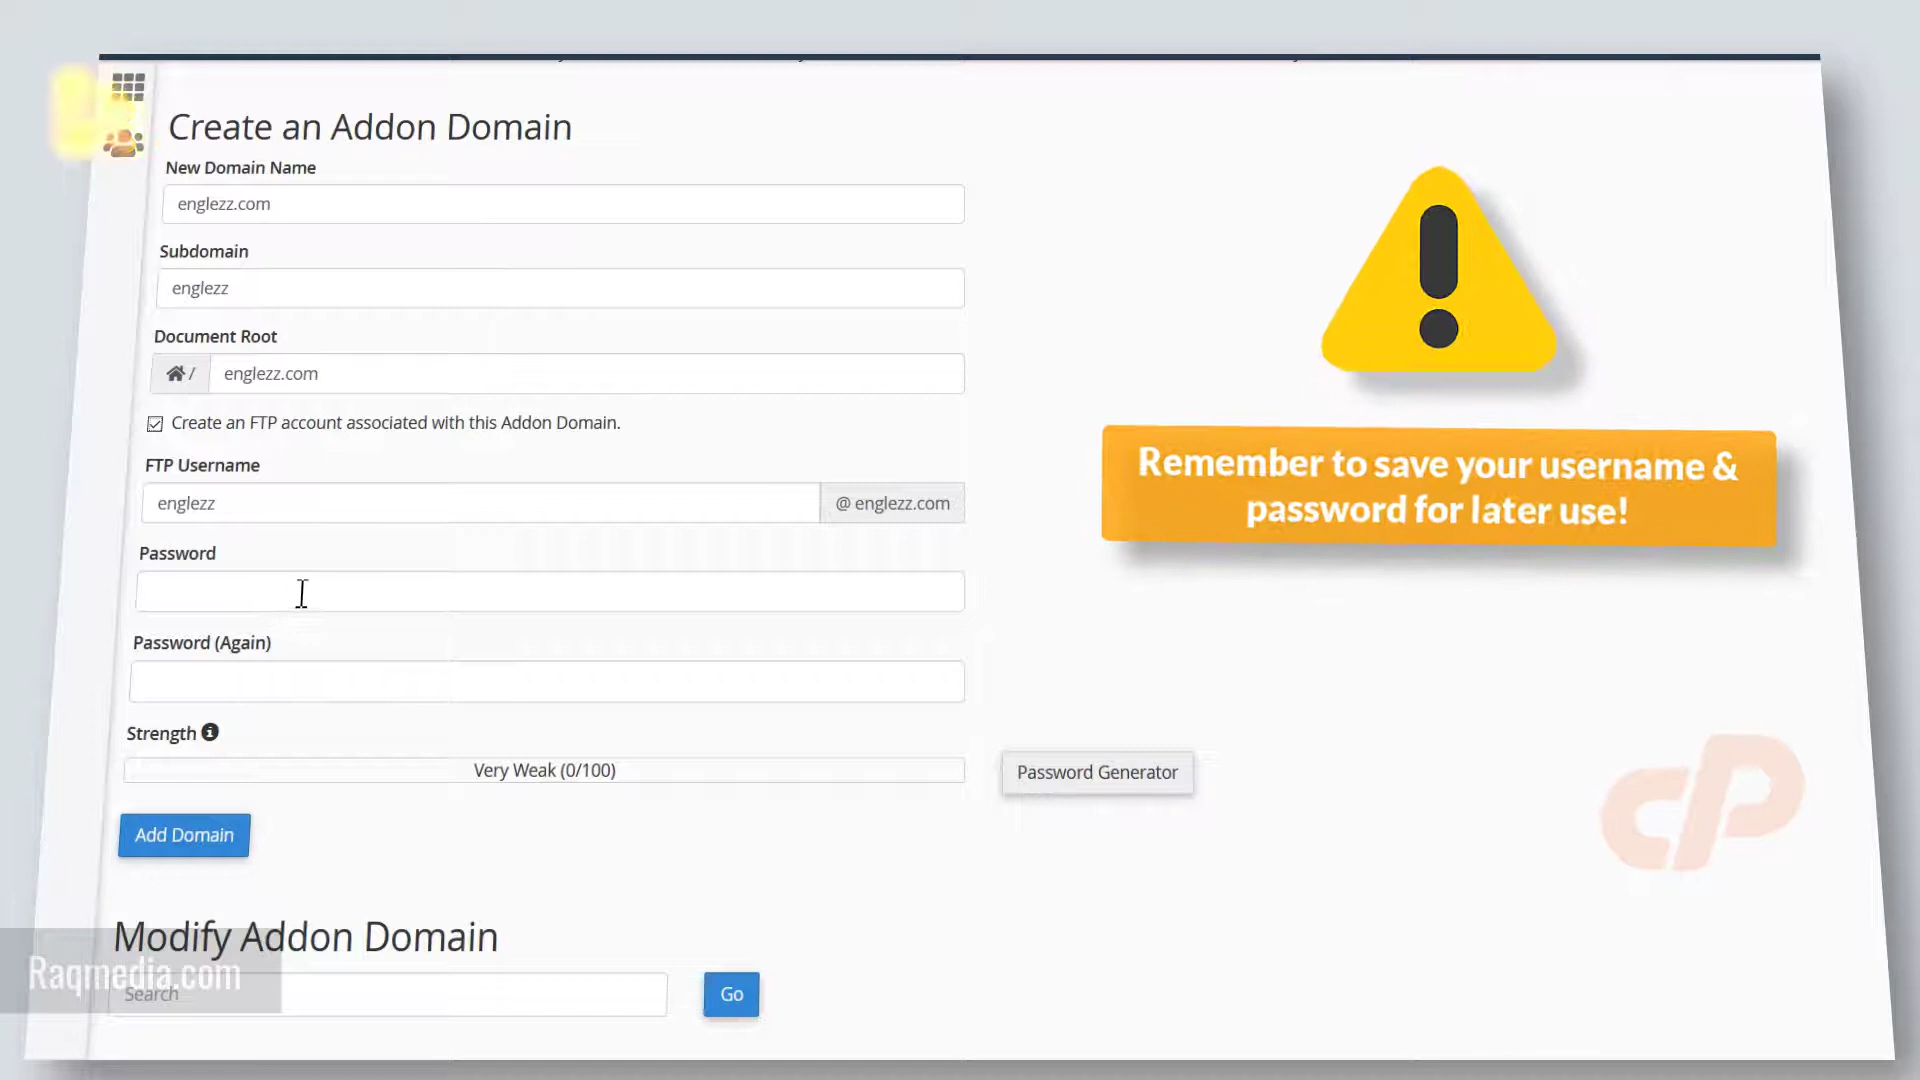 Create an Addon Domain
New Domain Name
englezz.com
Subdomain
englezz
Document Root
/ englezz.com
Create an FTP account associated with this Addon Domain.
FTP Username
englezz @ englezz.com
Password
Password (Again)
Strength
Very Weak (0/100)
Password Generator
Add Domain
Modify Addon Domain
Search
Go
Remember to save your username &
password for later use!
cP
Raqmedia.com